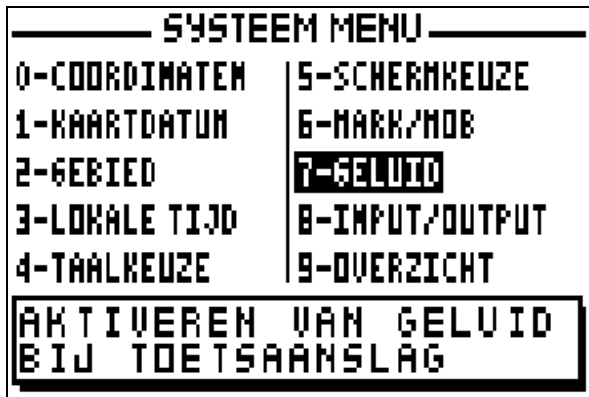 SYSTEEM MENU
0-COORDINATEN
1-KAARTDATUM
2-GEBIED
3-LOKALE TIJD
4-TAALKEUZE
5-SCHERMKEUZE
6-MARK/MOB
7-GELUID
8-INPUT/OUTPUT
9-OVERZICHT
AKTIVEREN VAN GELUID
BIJ TOETSAANSLAG